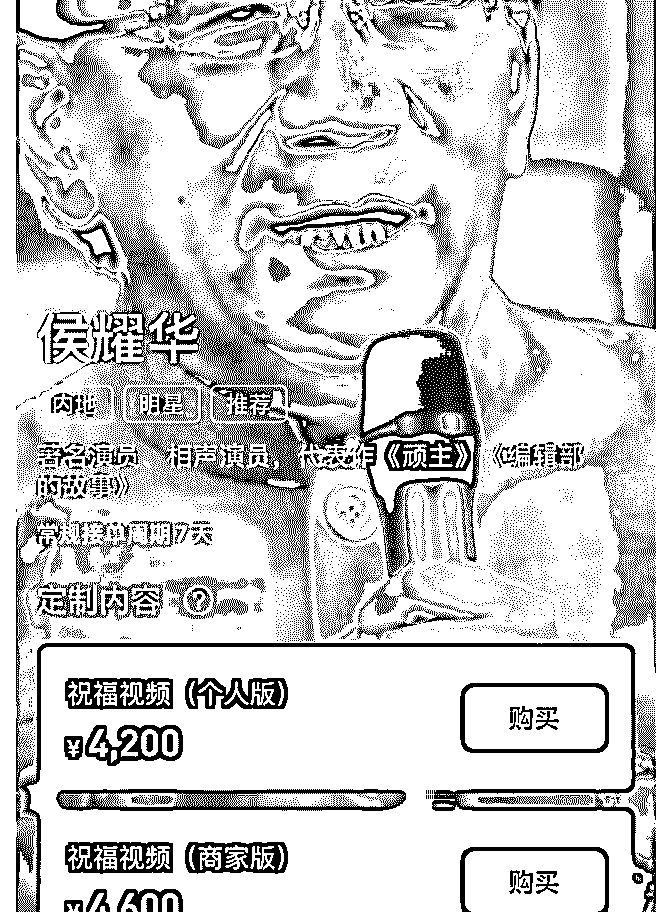 侯耀华
内地 明星 推荐
著名演员 相声演员 代表作《顽主》《编辑部
的故事》
常规接单周期7天
定制内容 ?
祝福视频（个人版）
¥4,200
购买
祝福视频（商家版）
¥4,600
购买